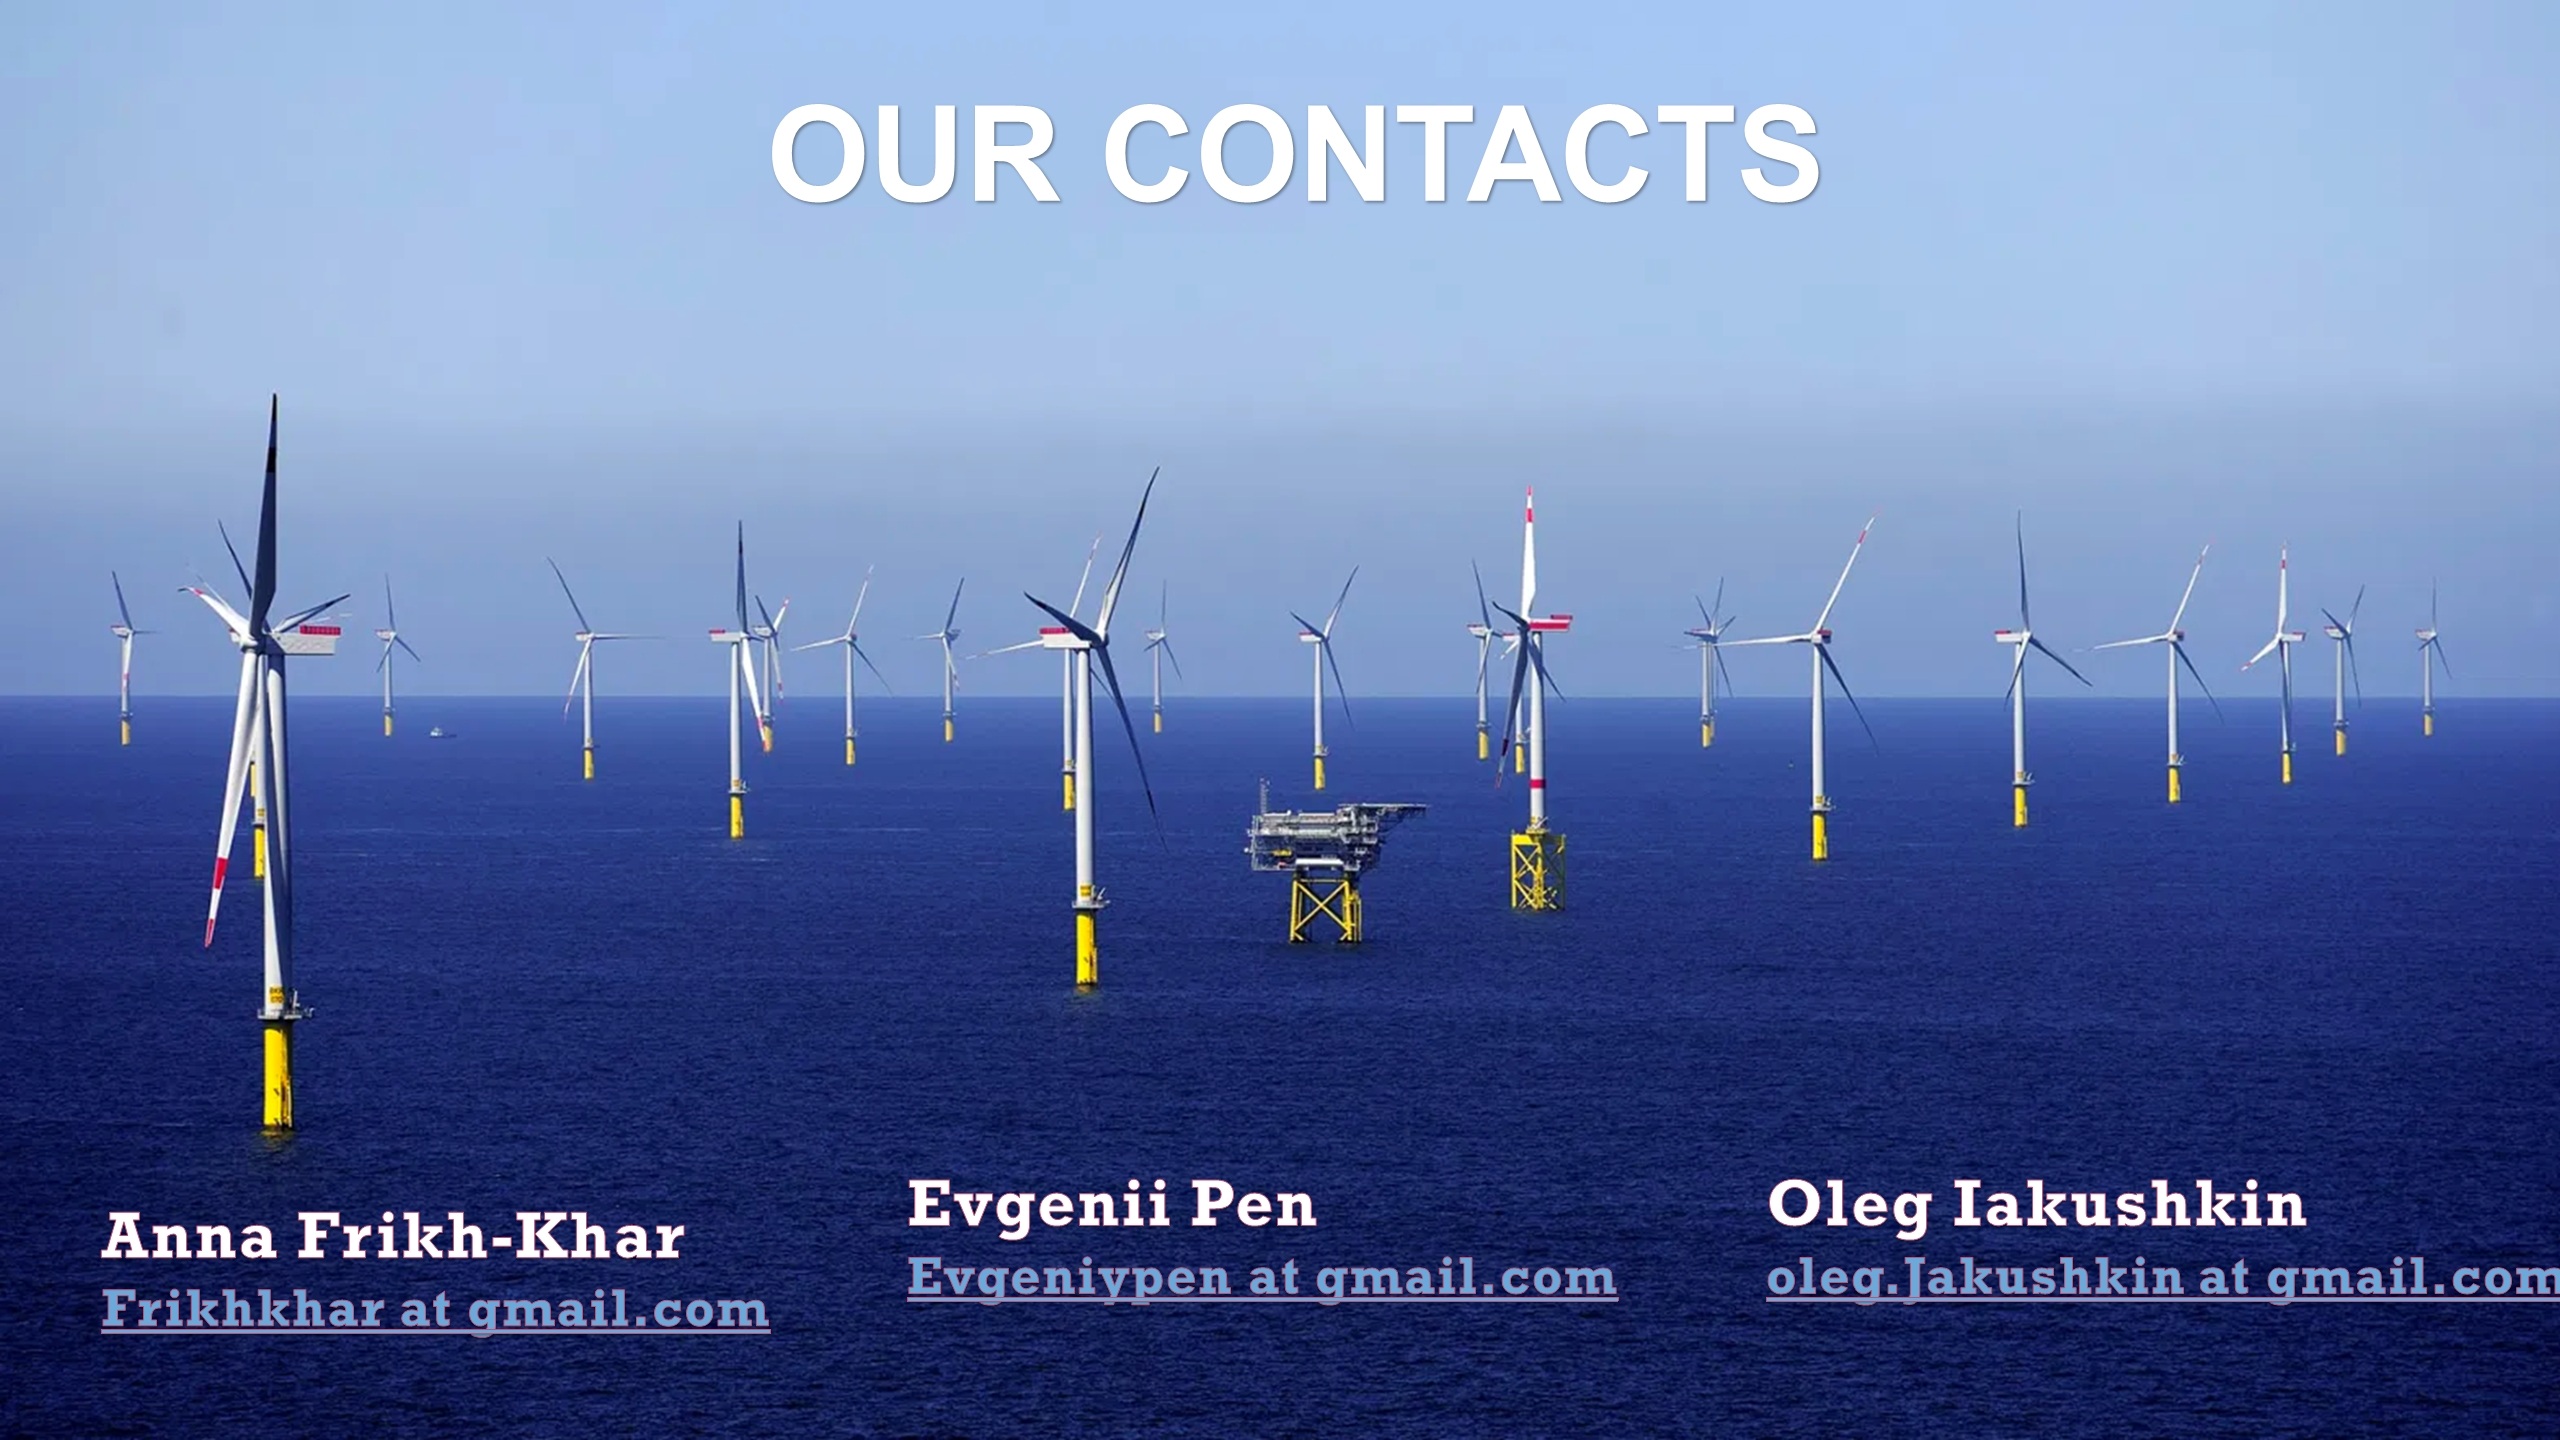 OUR CONTACTS
Anna Frikh-Khar
Frikhkhar at gmail.com
Evgenii Pen
Evgeniypen at gmail.com
Oleg Iakushkin
oleg.Jakushkin at gmail.com